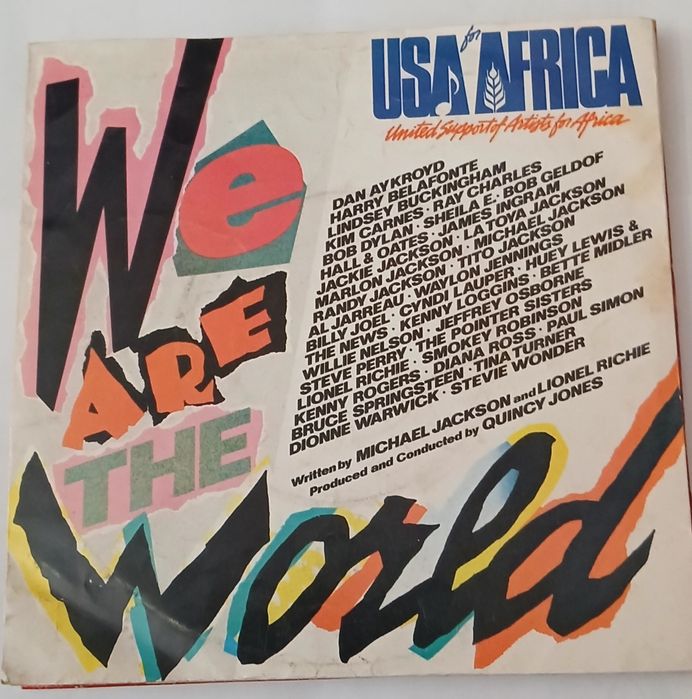 We
ARE
THE
World
USA for AFRICA
United Support of Artists for Africa
DAN AYKROYD
HARRY BELAFONTE
LINDSEY BUCKINGHAM
KIM CARNES · RAY CHARLES
BOB DYLAN · SHEILA E. BOB GELDOF
HALL & OATES · JAMES INGRAM
JACKIE JACKSON · LA TOYA JACKSON
MARLON JACKSON · MICHAEL JACKSON
RANDY JACKSON · TITO JACKSON
AL JARREAU · WAYLON JENNINGS
BILLY JOEL · CYNDI LAUPER · HUEY LEWIS &
THE NEWS · KENNY LOGGINS · BETTE MIDLER
WILLIE NELSON · JEFFREY OSBORNE
STEVE PERRY · THE POINTER SISTERS
LIONEL RICHIE · SMOKEY ROBINSON
KENNY ROGERS · DIANA ROSS · PAUL SIMON
BRUCE SPRINGSTEEN · TINA TURNER
DIONNE WARWICK · STEVIE WONDER
Written by MICHAEL JACKSON and LIONEL RICHIE
Produced and Conducted by QUINCY JONES